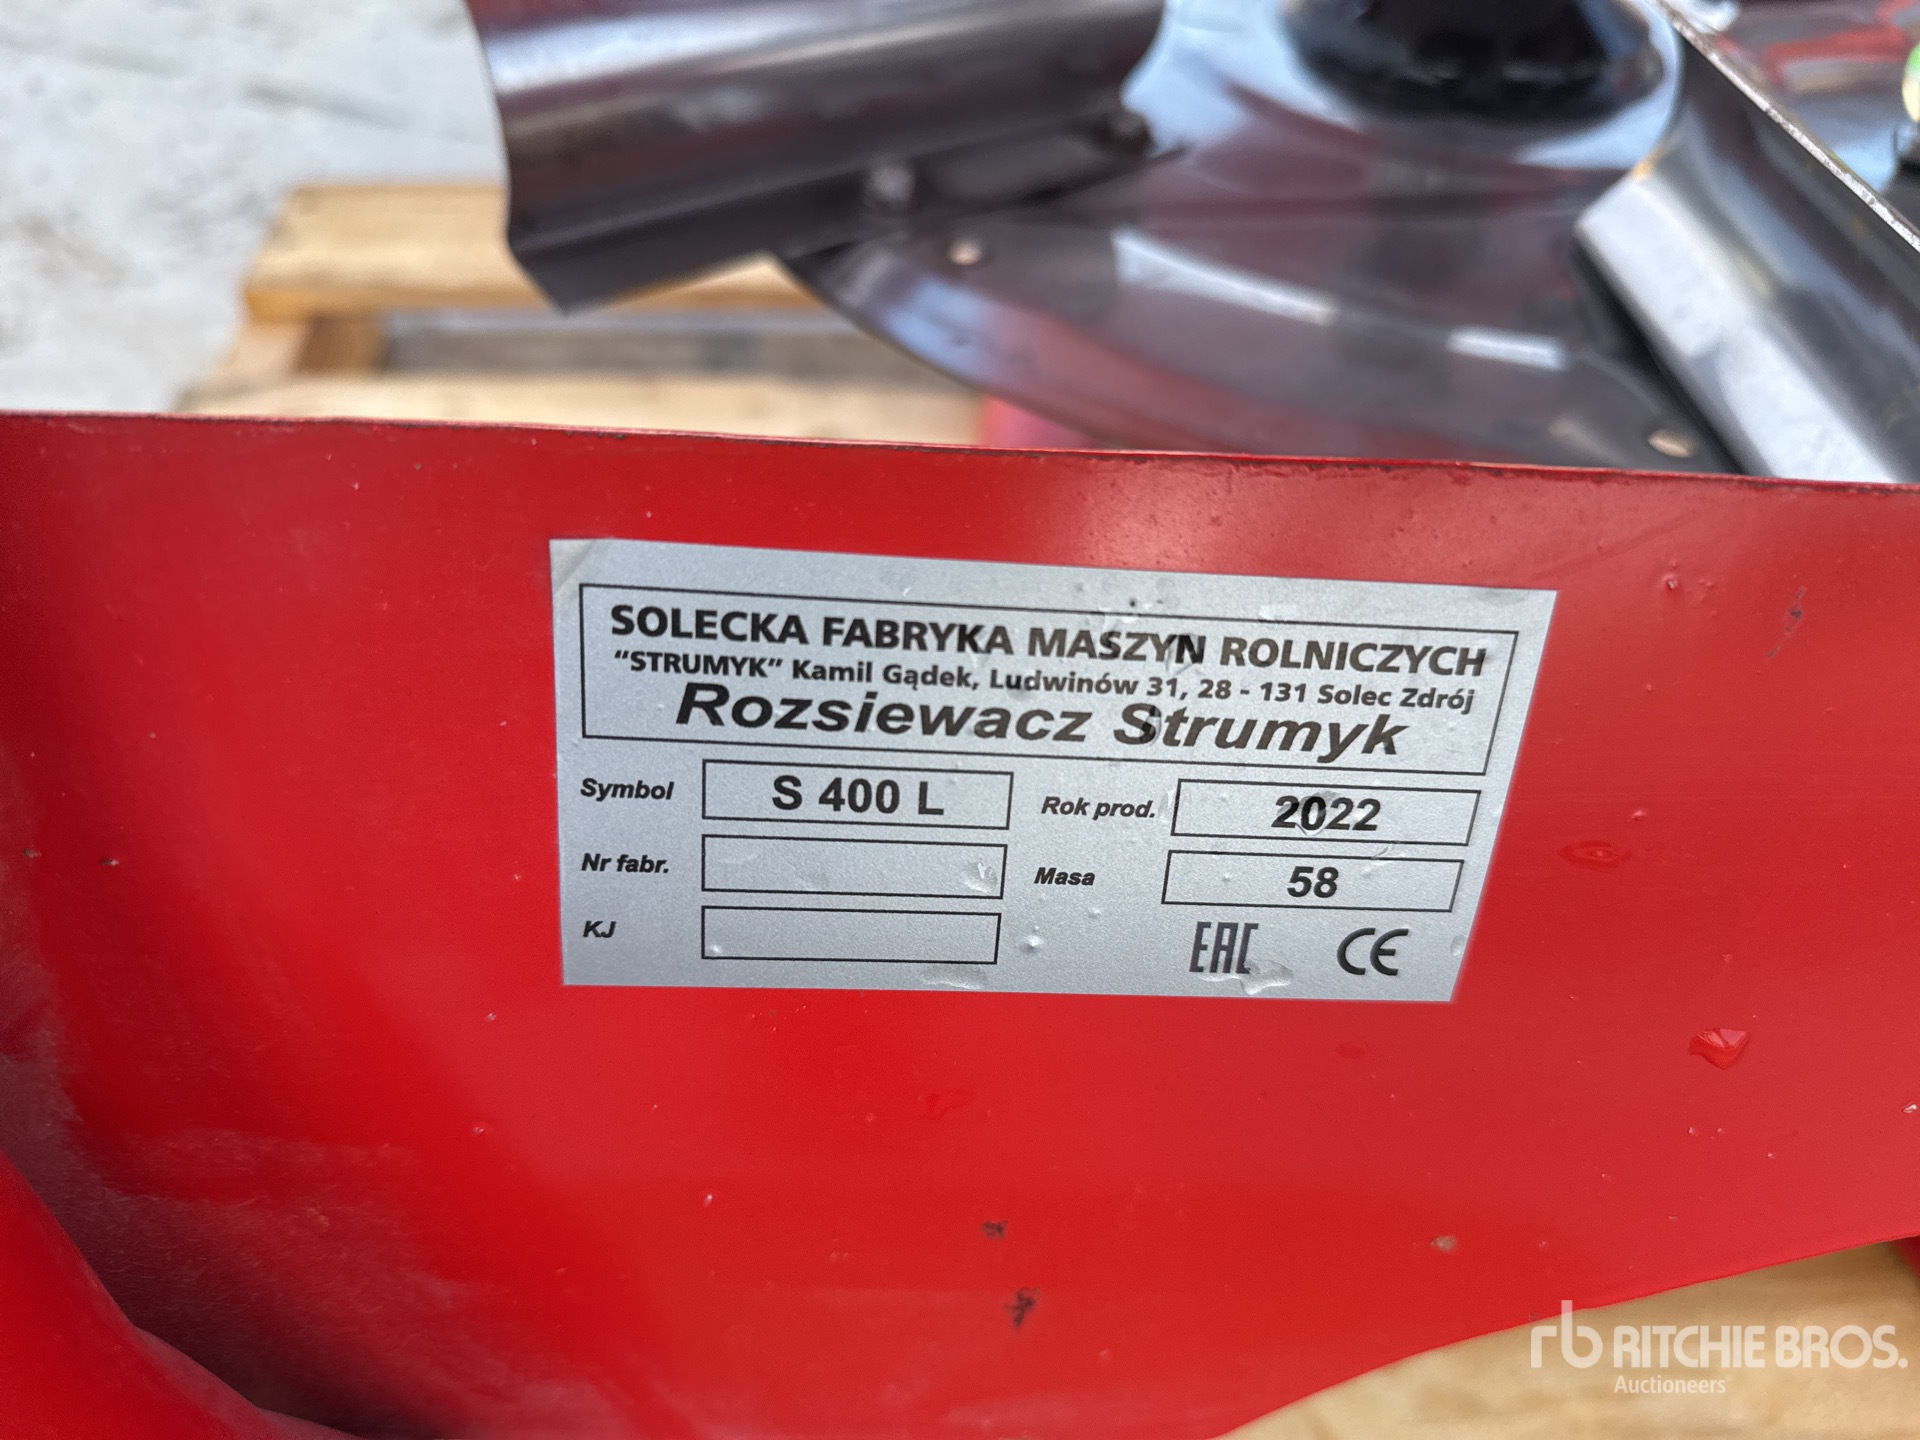 SOLECKA FABRYKA MASZYN ROLNICZYCH
"STRUMYK" Kamil Gądek, Ludwinów 31, 28 - 131 Solec Zdrój
Rozsiewacz Strumyk
Symbol S 400 L Rok prod. 2022
Nr fabr. Masa 58
KJ EAC CE
rb RITCHIE BROS.
Auctioneers